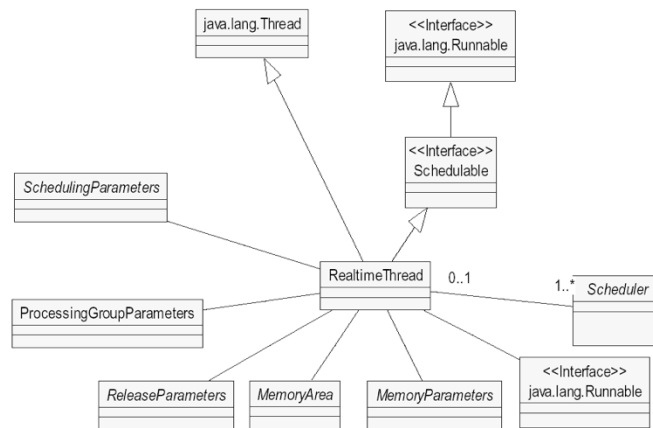 java.lang.Thread
<<Interface>>
java.lang.Runnable
<<Interface>>
Schedulable
SchedulingParameters
RealtimeThread
0..1
1..*
Scheduler
ProcessingGroupParameters
<<Interface>>
java.lang.Runnable
ReleaseParameters
MemoryArea
MemoryParameters